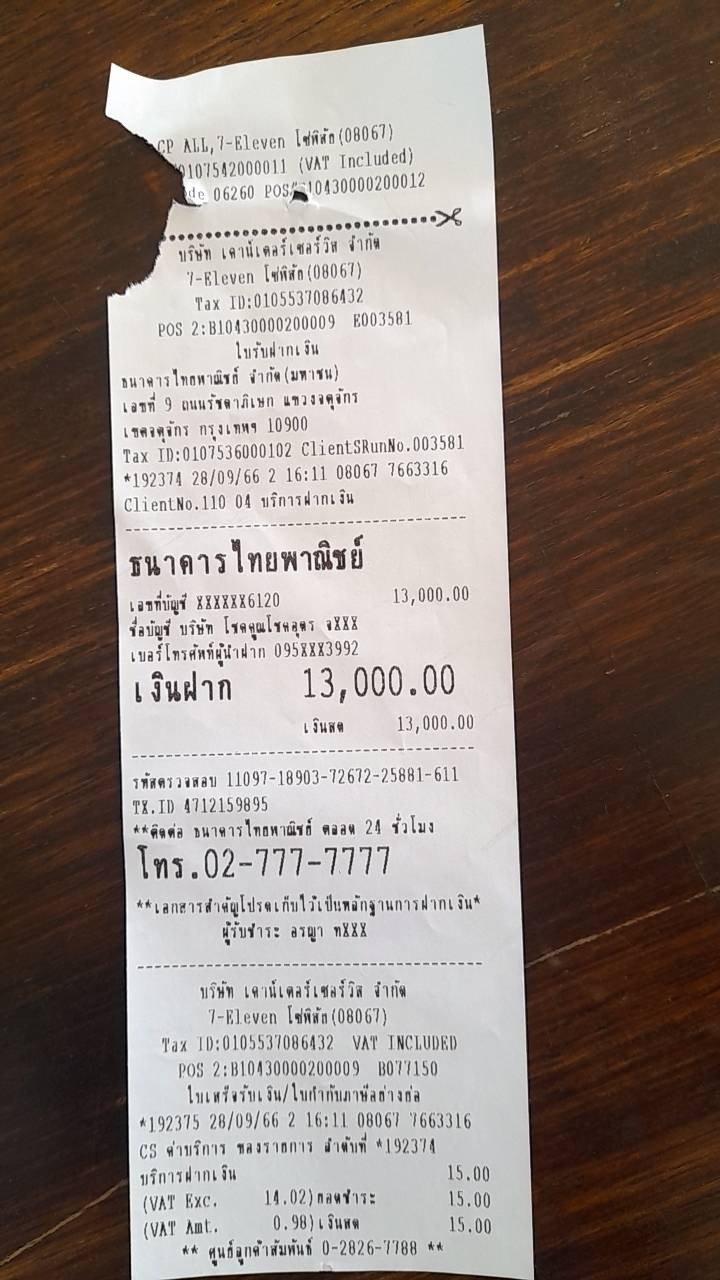 CP ALL,7-Eleven โซ่พิสัย(08067)
0107542000011 (VAT Included)
de 06260 POS# 10430000200012
บริษัท เคาน์เตอร์เซอร์วิส จำกัด
7-Eleven โซ่พิสัย(08067)
Tax ID:0105537086432
POS 2:B10430000200009 E003581
ใบรับฝากเงิน
ธนาคารไทยพาณิชย์ จำกัด(มหาชน)
เลขที่ 9 ถนนรัชดาภิเษก แขวงจตุจักร
เขตจตุจักร กรุงเทพฯ 10900
Tax ID:0107536000102 ClientSRunNo.003581
*192374 28/09/66 2 16:11 08067 7663316
ClientNo.110 04 บริการฝากเงิน
ธนาคารไทยพาณิชย์
เลขที่บัญชี XXXXXX6120 13,000.00
ชื่อบัญชี บริษัท โชคคูณโชคอุดร จXXX
เบอร์โทรศัพท์ผู้นำฝาก 095XXX3992
เงินฝาก 13,000.00
เงินสด 13,000.00
รหัสตรวจสอบ 11097-18903-72672-25881-611
TX.ID 4712159895
**ติดต่อ ธนาคารไทยพาณิชย์ ตลอด 24 ชั่วโมง
โทร.02-777-7777
**เอกสารสำคัญโปรดเก็บไว้เป็นหลักฐานการฝากเงิน*
ผู้รับชำระ อรญา ทXXX
บริษัท เคาน์เตอร์เซอร์วิส จำกัด
7-Eleven โซ่พิสัย(08067)
Tax ID:0105537086432 VAT INCLUDED
POS 2:B10430000200009 B077150
ใบเสร็จรับเงิน/ใบกำกับภาษีอย่างย่อ
*192375 28/09/66 2 16:11 08067 7663316
CS ค่าบริการ ของรายการ ลำดับที่ *192374
บริการฝากเงิน 15.00
(VAT Exc. 14.02)ยอดชำระ 15.00
(VAT Amt. 0.98)เงินสด 15.00
** ศูนย์ลูกค้าสัมพันธ์ 0-2826-7788 **